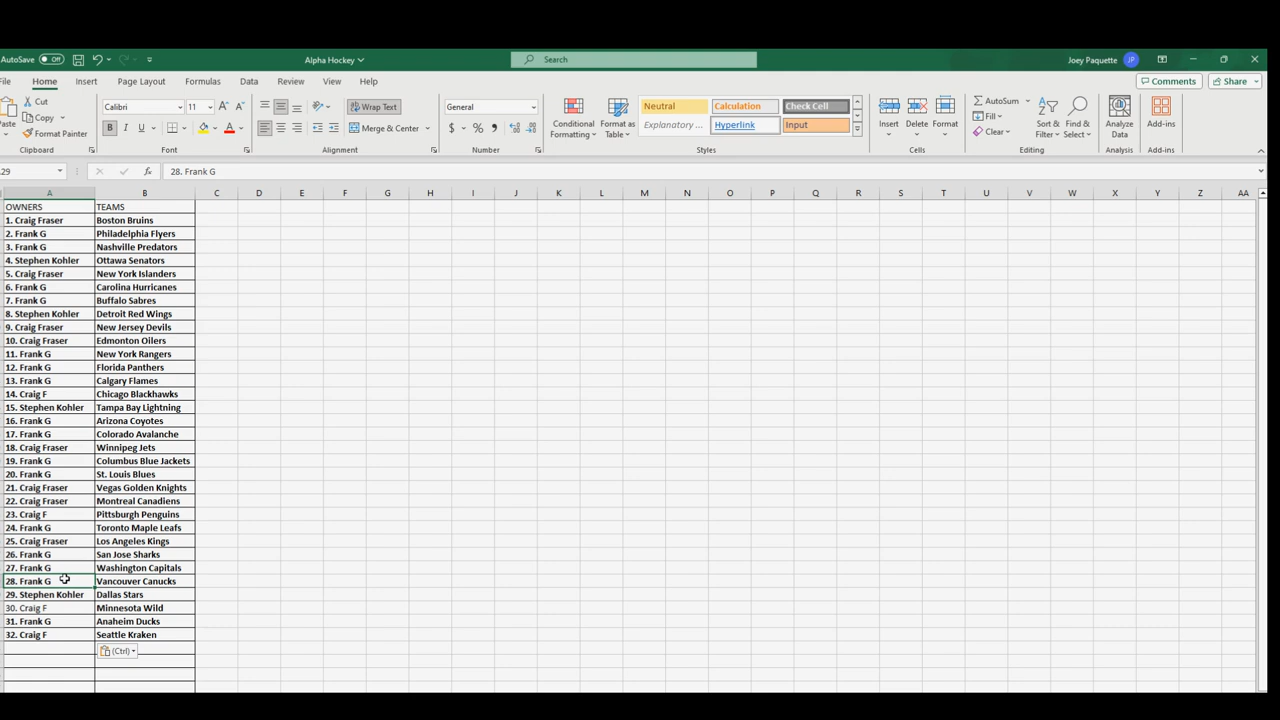 AutoSave Off
Alpha Hockey
Search
Joey Paquette JP
File Home Insert Page Layout Formulas Data Review View Help
Comments Share
Cut
Copy
Format Painter
Clipboard
Calibri 11
B I U
Font
Wrap Text
Merge & Center
Alignment
General
$ % ,
Number
Conditional Formatting
Format as Table
Neutral Calculation Check Cell
Explanatory ... Hyperlink Input
Styles
Insert Delete Format
Cells
AutoSum
Fill
Clear
Sort & Filter
Find & Select
Editing
Analyze Data
Analysis
Add-ins
Add-ins
28. Frank G
A B C D E F G H I J K L M N O P Q R S T U V W X Y Z AA
OWNERS TEAMS
1. Craig Fraser Boston Bruins
2. Frank G Philadelphia Flyers
3. Frank G Nashville Predators
4. Stephen Kohler Ottawa Senators
5. Craig Fraser New York Islanders
6. Frank G Carolina Hurricanes
7. Frank G Buffalo Sabres
8. Stephen Kohler Detroit Red Wings
9. Craig Fraser New Jersey Devils
10. Craig Fraser Edmonton Oilers
11. Frank G New York Rangers
12. Frank G Florida Panthers
13. Frank G Calgary Flames
14. Craig F Chicago Blackhawks
15. Stephen Kohler Tampa Bay Lightning
16. Frank G Arizona Coyotes
17. Frank G Colorado Avalanche
18. Craig Fraser Winnipeg Jets
19. Frank G Columbus Blue Jackets
20. Frank G St. Louis Blues
21. Craig Fraser Vegas Golden Knights
22. Craig Fraser Montreal Canadiens
23. Craig F Pittsburgh Penguins
24. Frank G Toronto Maple Leafs
25. Craig Fraser Los Angeles Kings
26. Frank G San Jose Sharks
27. Frank G Washington Capitals
28. Frank G Vancouver Canucks
29. Stephen Kohler Dallas Stars
30. Craig F Minnesota Wild
31. Frank G Anaheim Ducks
32. Craig F Seattle Kraken
(Ctrl)